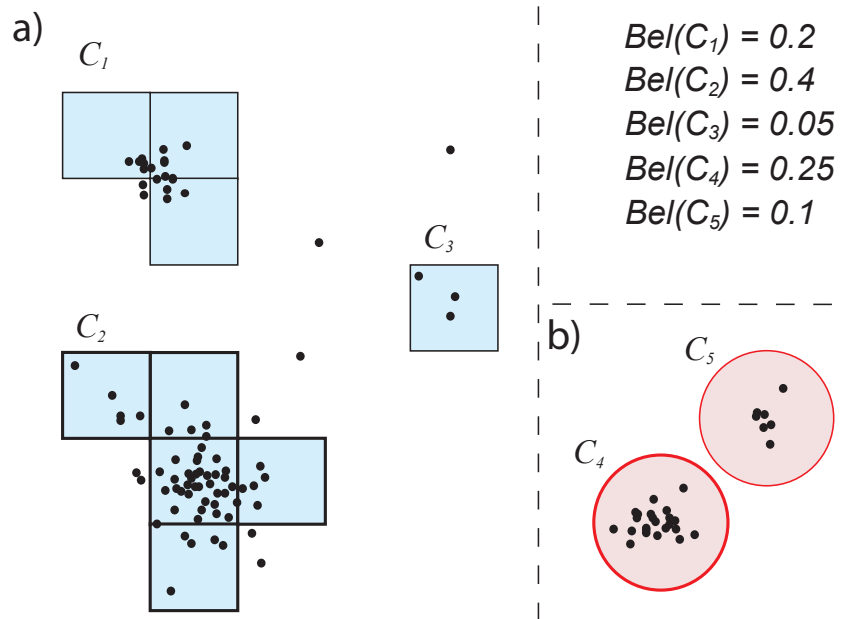 a)
C₁
C₂
C₃
Bel(C₁) = 0.2
Bel(C₂) = 0.4
Bel(C₃) = 0.05
Bel(C₄) = 0.25
Bel(C₅) = 0.1
b)
C₅
C₄